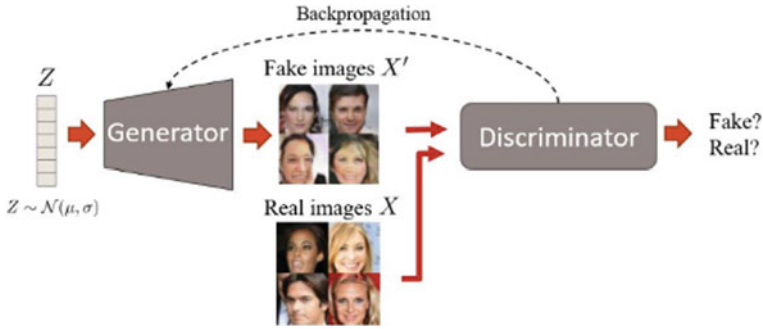 Backpropagation
Z
Fake images X′
Generator
Discriminator
Fake?
Real?
Z ∼ N(μ, σ)
Real images X